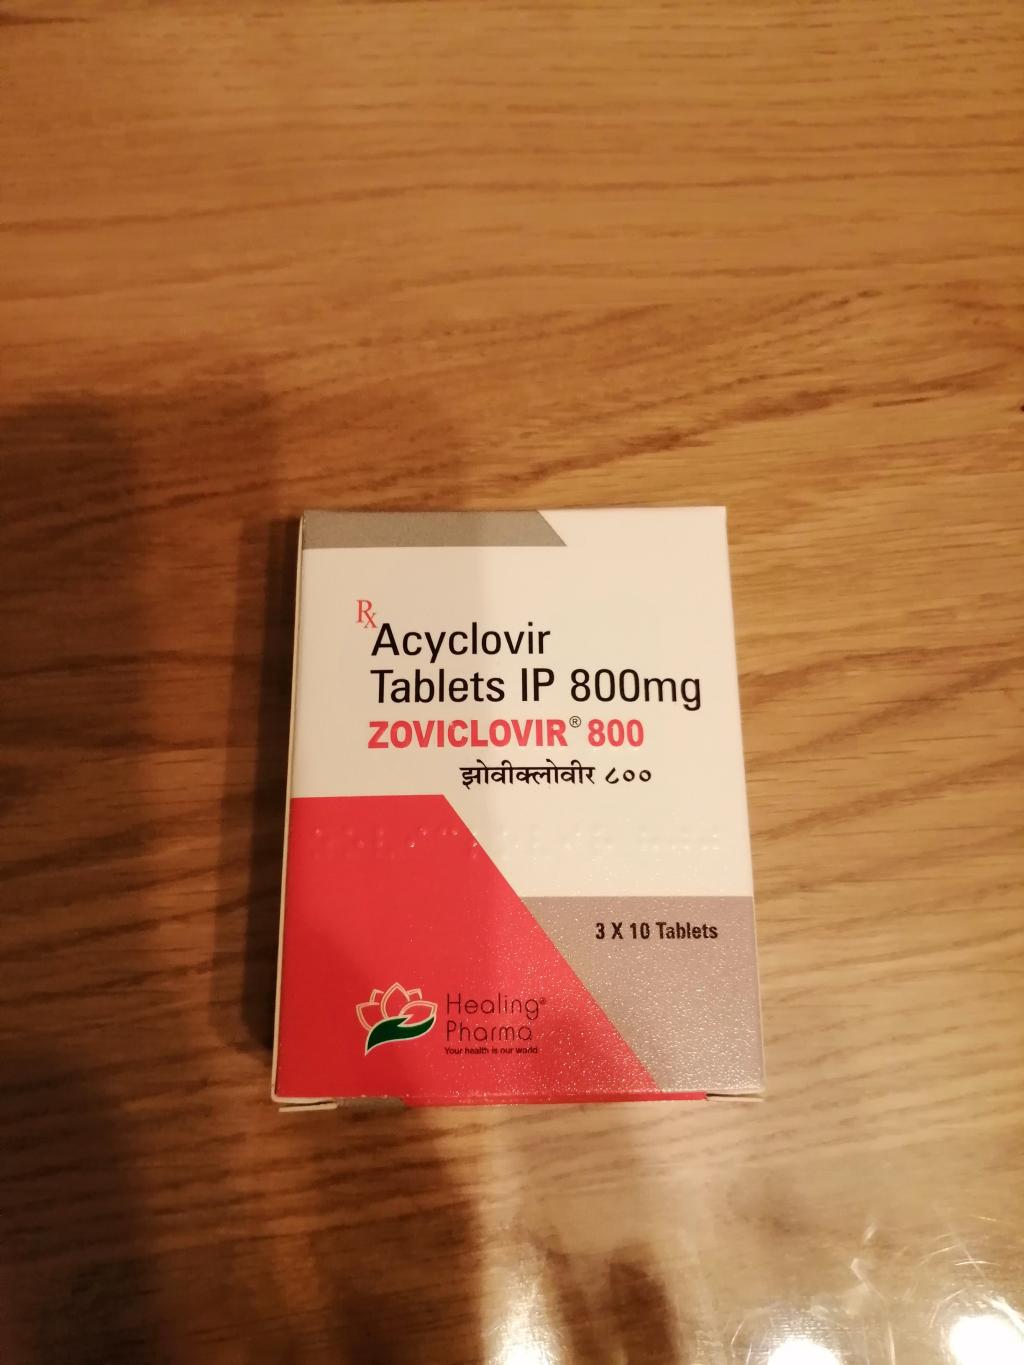 Rx
Acyclovir
Tablets IP 800mg
ZOVICLOVIR® 800
झोवीक्लोवीर ८००
3 X 10 Tablets
Healing®
Pharma
Your health is our world